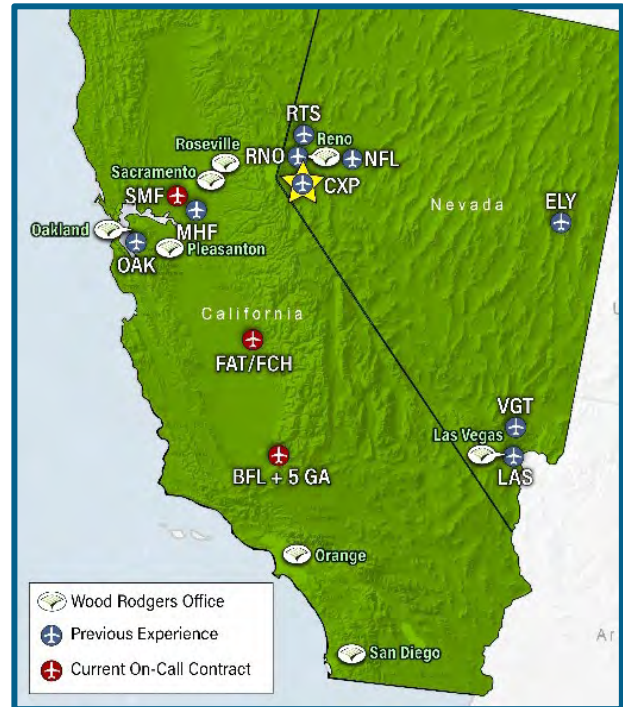 RTS
Reno
RNO
NFL
CXP
Roseville
Sacramento
SMF
MHF
Oakland
OAK
Pleasanton
Nevada
ELY
California
FAT/FCH
VGT
Las Vegas
LAS
BFL + 5 GA
Orange
San Diego
U
Ar
Wood Rodgers Office
Previous Experience
Current On-Call Contract